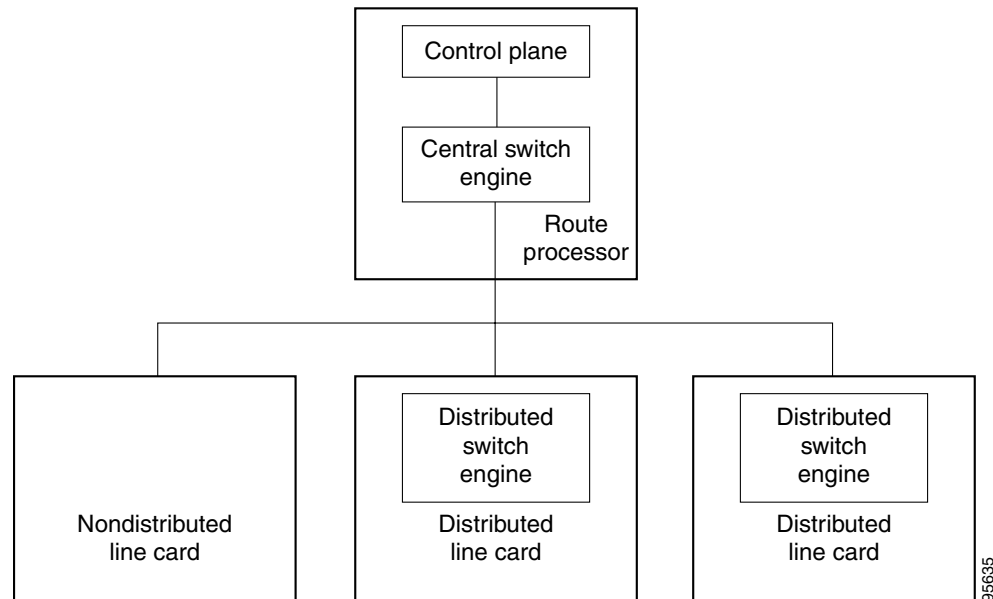 Control plane
Central switch
engine
Route
processor
Distributed
switch
engine
Distributed
switch
engine
Nondistributed
line card
Distributed
line card
Distributed
line card
95635